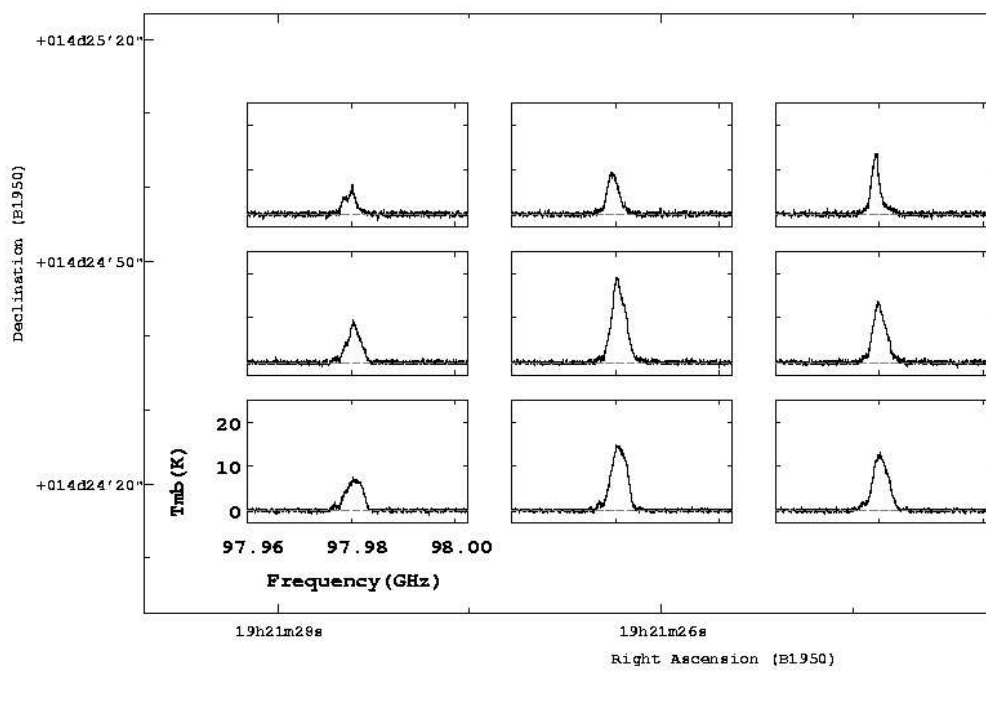 +014d25'20"
Declination (B1950)
+014d24'50"
20
Tmb(K)
10
+014d24'20"
0
97.96 97.98 98.00
Frequency(GHz)
19h21m28s 19h21m26s
Right Ascension (B1950)